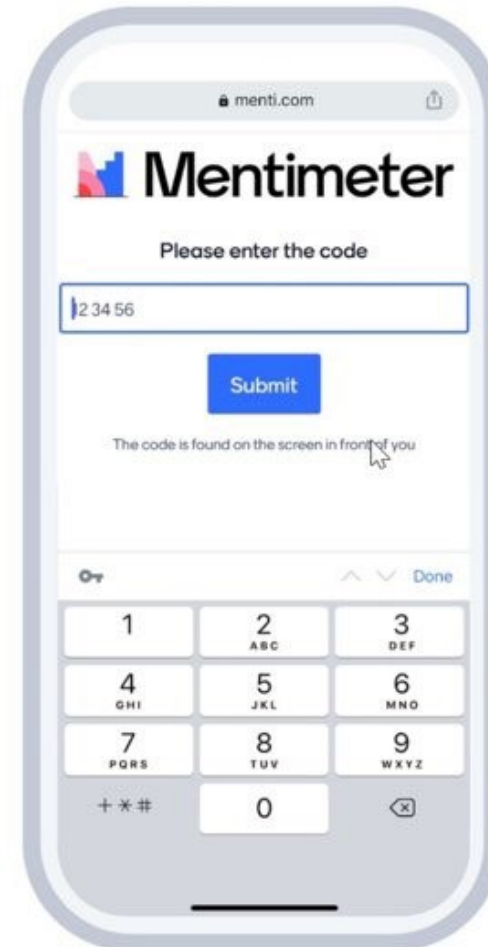 menti.com
Mentimeter
Please enter the code
12 34 56
Submit
The code is found on the screen in front of you
Done
1
2
ABC
3
DEF
4
GHI
5
JKL
6
MNO
7
PQRS
8
TUV
9
WXYZ
+ * #
0